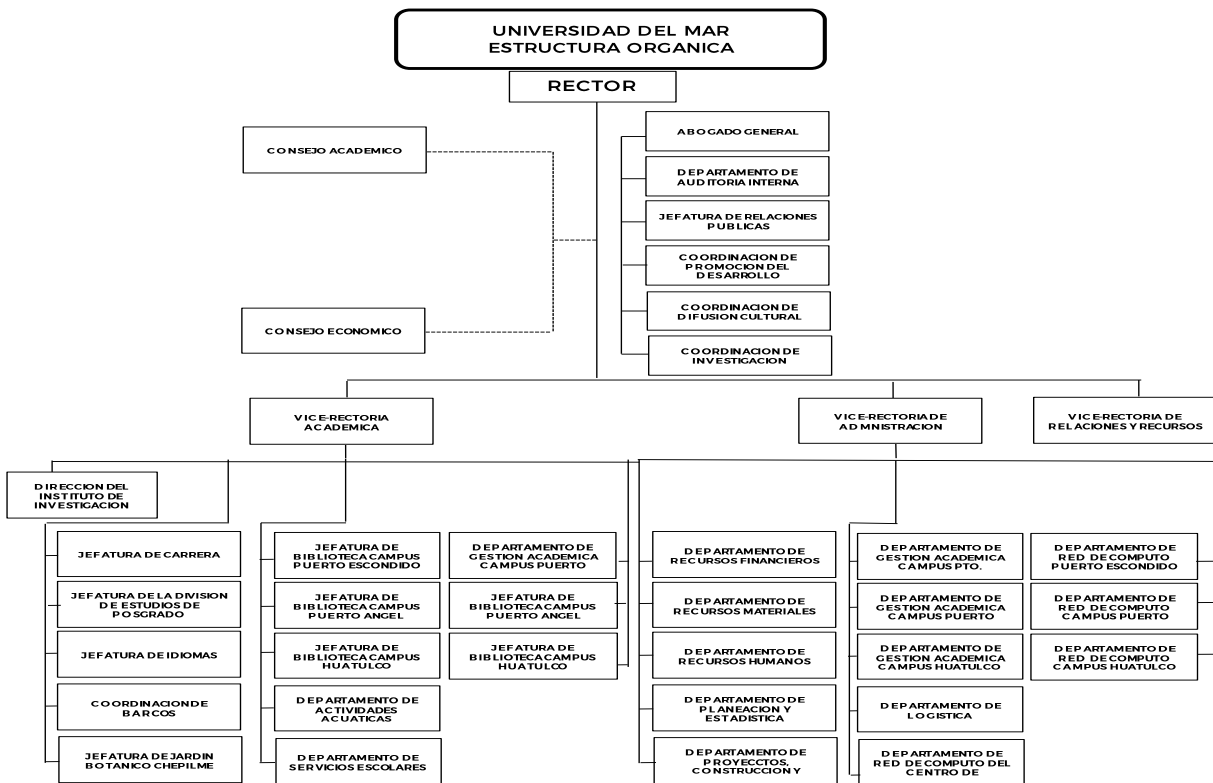 UNIVERSIDAD DEL MAR
ESTRUCTURA ORGANICA
RECTOR
CONSEJO ACADEMICO
CONSEJO ECONOMICO
ABOGADO GENERAL
DEPARTAMENTO DE
AUDITORIA INTERNA
JEFATURA DE RELACIONES
PUBLICAS
COORDINACION DE
PROMOCION DEL
DESARROLLO
COORDINACION DE
DIFUSION CULTURAL
COORDINACION DE
INVESTIGACION
VICE-RECTORIA
ACADEMICA
VICE-RECTORIA DE
ADMNISTRACION
VICE-RECTORIA DE
RELACIONES Y RECURSOS
DIRECCION DEL
INSTITUTO DE
INVESTIGACION
JEFATURA DE CARRERA
JEFATURA DE LA DIVISION
DE ESTUDIOS DE
POSGRADO
JEFATURA DE IDIOMAS
COORDINACION DE
BARCOS
JEFATURA DE JARDIN
BOTANICO CHEPILME
JEFATURA DE
BIBLIOTECA CAMPUS
PUERTO ESCONDIDO
JEFATURA DE
BIBLIOTECA CAMPUS
PUERTO ANGEL
JEFATURA DE
BIBLIOTECA CAMPUS
HUATULCO
DEPARTAMENTO DE
ACTIVIDADES
ACUATICAS
DEPARTAMENTO DE
SERVICIOS ESCOLARES
DEPARTAMENTO DE
GESTION ACADEMICA
CAMPUS PUERTO
JEFATURA DE
BIBLIOTECA CAMPUS
PUERTO ANGEL
JEFATURA DE
BIBLIOTECA CAMPUS
HUATULCO
DEPARTAMENTO DE
RECURSOS FINANCIEROS
DEPARTAMENTO DE
RECURSOS MATERIALES
DEPARTAMENTO DE
RECURSOS HUMANOS
DEPARTAMENTO DE
PLANEACION Y
ESTADISTICA
DEPARTAMENTO DE
PROYECCTOS,
CONSTRUCCION Y
DEPARTAMENTO DE
GESTION ACADEMICA
CAMPUS PTO.
DEPARTAMENTO DE
GESTION ACADEMICA
CAMPUS PUERTO
DEPARTAMENTO DE
GESTION ACADEMICA
CAMPUS HUATULCO
DEPARTAMENTO DE
LOGISTICA
DEPARTAMENTO DE
RED DE COMPUTO DEL
CENTRO DE
DEPARTAMENTO DE
RED DE COMPUTO
PUERTO ESCONDIDO
DEPARTAMENTO DE
RED DE COMPUTO
CAMPUS PUERTO
DEPARTAMENTO DE
RED DE COMPUTO
CAMPUS HUATULCO